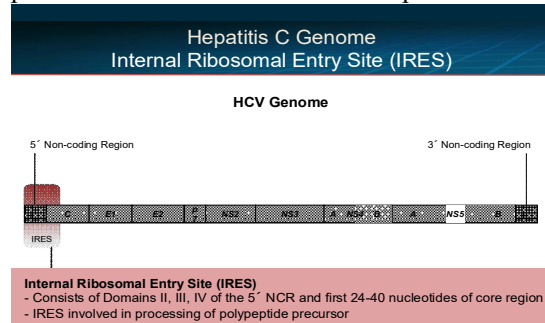 Hepatitis C Genome
Internal Ribosomal Entry Site (IRES)
HCV Genome
5´ Non-coding Region
3´ Non-coding Region
C E1 E2 P 7 NS2 NS3 A NS4 B A NS5 B
IRES
Internal Ribosomal Entry Site (IRES)
- Consists of Domains II, III, IV of the 5´ NCR and first 24-40 nucleotides of core region
- IRES involved in processing of polypeptide precursor